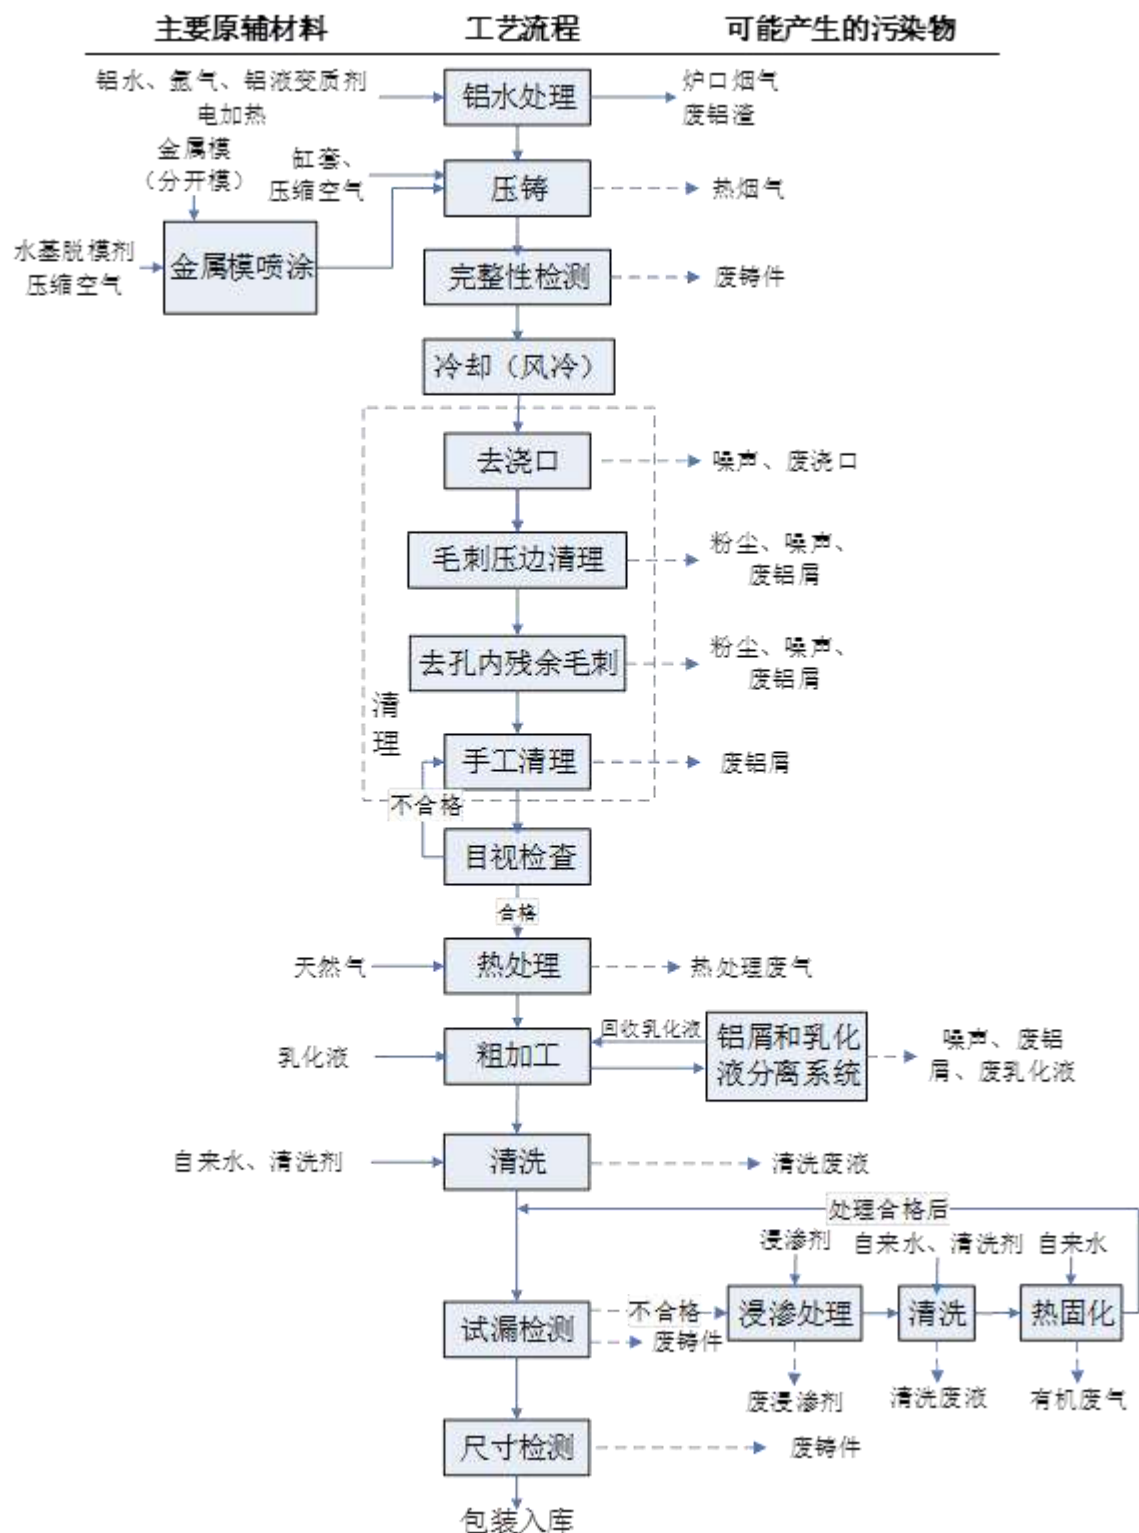 主要原辅材料
工艺流程
可能产生的污染物
铝水、氩气、铝液变质剂
电加热
铝水处理
炉口烟气
废铝渣
金属模
（分开模）
缸套、
压缩空气
压铸
热烟气
水基脱模剂
压缩空气
金属模喷涂
完整性检测
废铸件
冷却（风冷）
去浇口
噪声、废浇口
毛刺压边清理
粉尘、噪声、
废铝屑
去孔内残余毛刺
粉尘、噪声、
废铝屑
清
理
手工清理
废铝屑
不合格
目视检查
合格
天然气
热处理
热处理废气
乳化液
粗加工
回收乳化液
铝屑和乳化
液分离系统
噪声、废铝
屑、废乳化液
自来水、清洗剂
清洗
清洗废液
处理合格后
浸渗剂
自来水、清洗剂
自来水
试漏检测
不合格
废铸件
浸渗处理
清洗
热固化
废浸渗剂
清洗废液
有机废气
尺寸检测
废铸件
包装入库